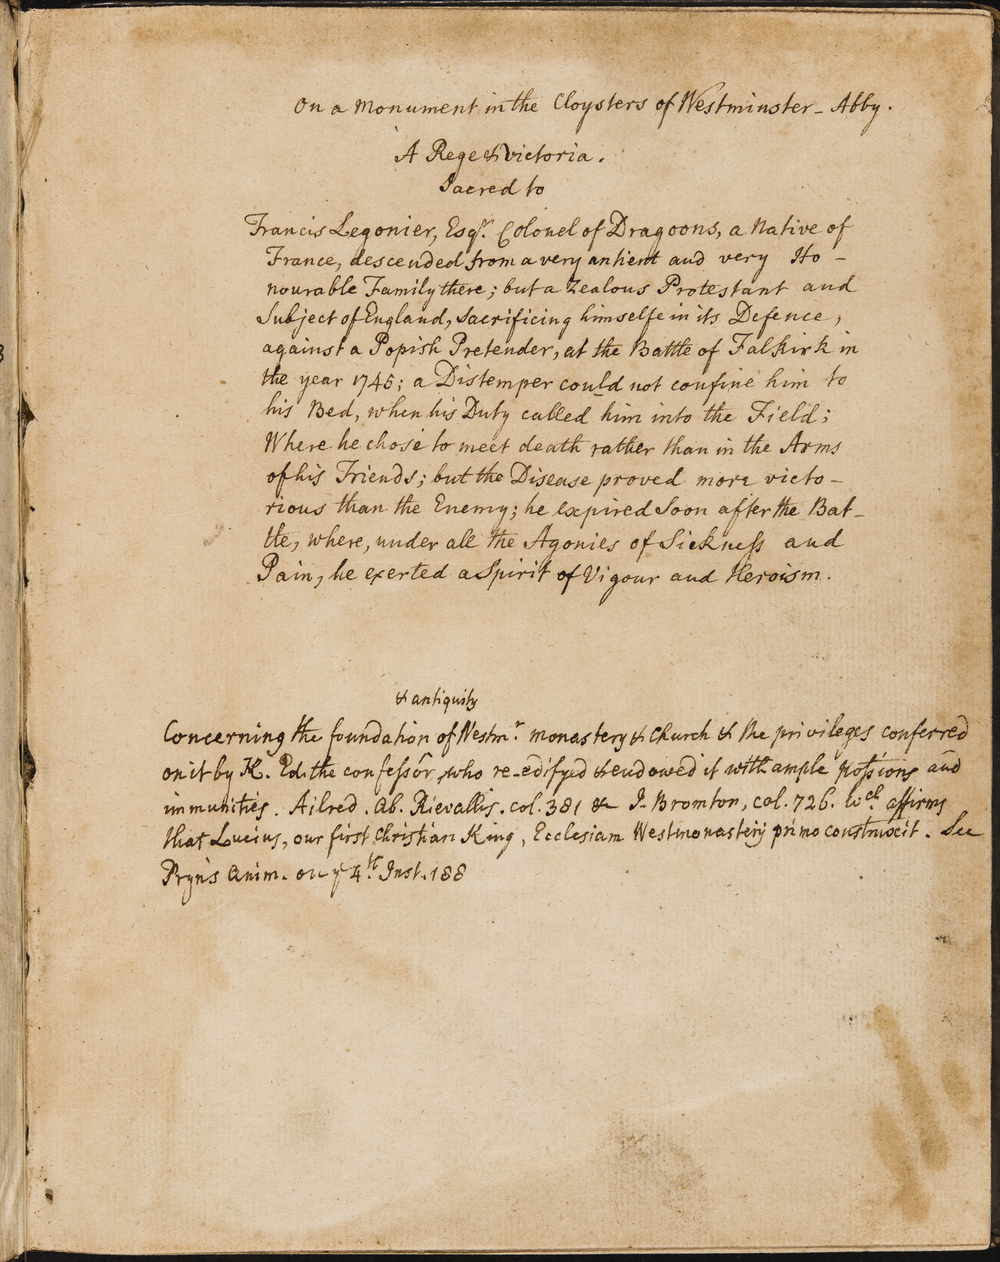 On a Monument in the Cloysters of Westminster-Abby.
A Rege & Victoria.
Sacred to
Francis Legonier, Esqr. Colonel of Dragoons, a Native of
France, descended from a very antient and very Ho-
nourable Family there; but a Zealous Protestant and
Subject of England, Sacrificing himselfe in its Defence,
against a Popish Pretender, at the Battle of Falkirk in
the year 1745; a Distemper could not confine him to
his Bed, when his Duty called him into the Field;
Where he chose to meet death rather than in the Arms
of his Friends; but the Disease proved more victo-
rious than the Enemy; he expired Soon after the Bat-
tle, where, under all the Agonies of Sickness and
Pain, he exerted a Spirit of Vigour and Heroism.
& antiquity
Concerning the foundation of Westmr. monastery & Church & the privileges conferred
on it by K. Ed. the confessor, who re-edifyed & endowed it with ample possions and
immunities. Ailred. Ab. Rievallis. col. 381 & J. Bromton, col. 726. wch affirms
that Lucius, our first Christian King, Ecclesiam Westmonasterij primo construxit. See
Pryn's Anim. on ye 4th Inst. 188